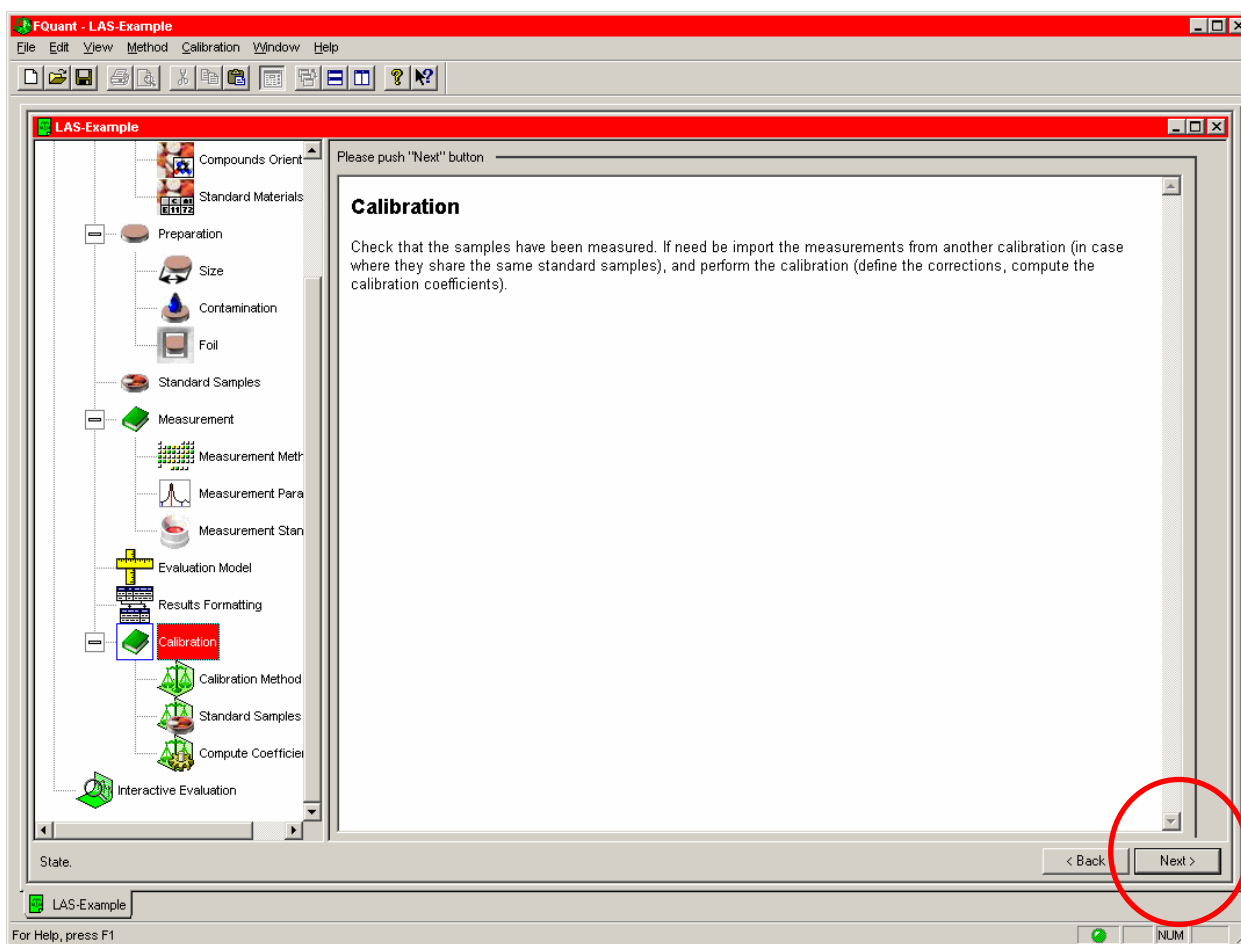 FQuant - LAS-Example
File Edit View Method Calibration Window Help
LAS-Example
Compounds Orient
Standard Materials
Preparation
Size
Contamination
Foil
Standard Samples
Measurement
Measurement Meth
Measurement Para
Measurement Stan
Evaluation Model
Results Formatting
Calibration
Calibration Method
Standard Samples
Compute Coefficie
Interactive Evaluation
Please push "Next" button
Calibration
Check that the samples have been measured. If need be import the measurements from another calibration (in case
where they share the same standard samples), and perform the calibration (define the corrections, compute the
calibration coefficients).
State.
< Back
Next >
LAS-Example
For Help, press F1
NUM